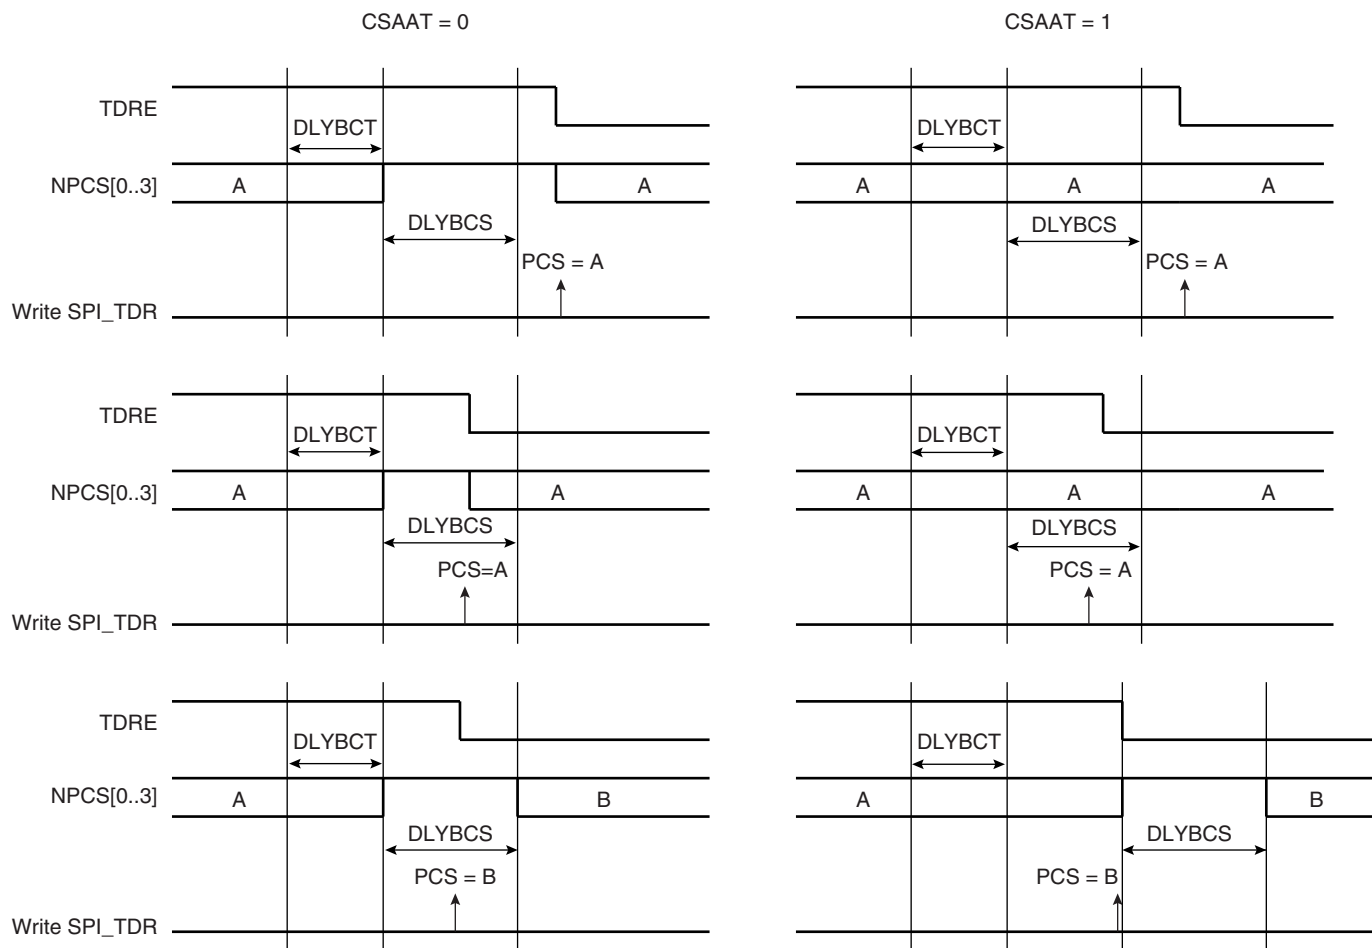 CSAAT = 0
CSAAT = 1
TDRE
DLYBCT
DLYBCT
NPCS[0..3]
A
A
A
A
A
DLYBCS
DLYBCS
PCS = A
PCS = A
Write SPI_TDR
TDRE
DLYBCT
DLYBCT
NPCS[0..3]
A
A
A
A
A
DLYBCS
DLYBCS
PCS=A
PCS = A
Write SPI_TDR
TDRE
DLYBCT
DLYBCT
NPCS[0..3]
A
B
A
B
DLYBCS
DLYBCS
PCS = B
PCS = B
Write SPI_TDR